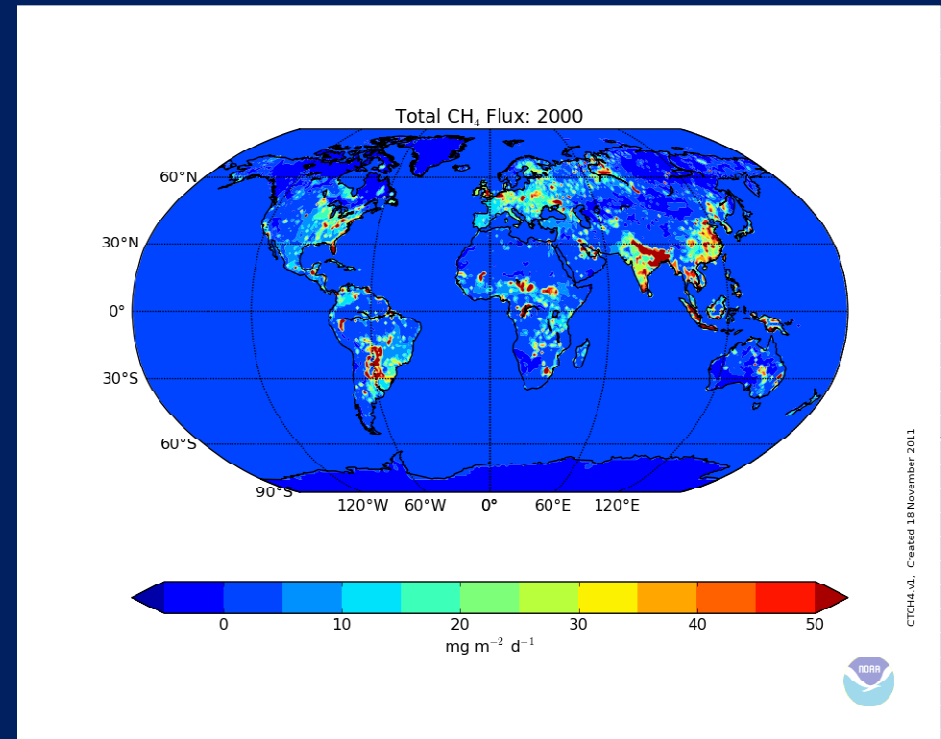 Total CH₄ Flux: 2000
60°N
30°N
0°
30°S
60°S
90°S
120°W 60°W 0° 60°E 120°E
0 10 20 30 40 50
mg m⁻² d⁻¹
CTCH4.v1. Created 18 November 2011
NOAA